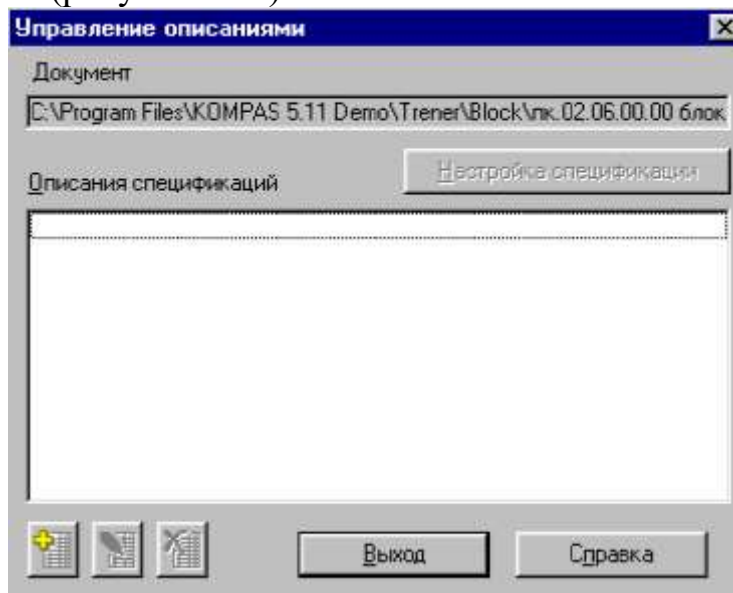 Управление описаниями
Документ
C:\Program Files\KOMPAS 5.11 Demo\Trener\Block\пк.02.06.00.00 блок
Описания спецификаций
Настройка спецификации
Выход
Справка